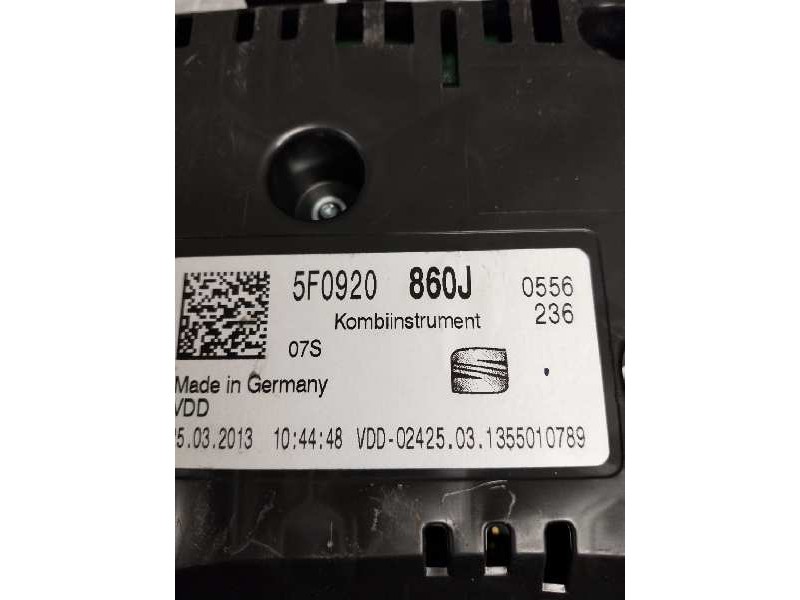 5F0920 860J 0556
Kombiinstrument 236
07S
Made in Germany
VDD
25.03.2013 10:44:48 VDD-02425.03.1355010789